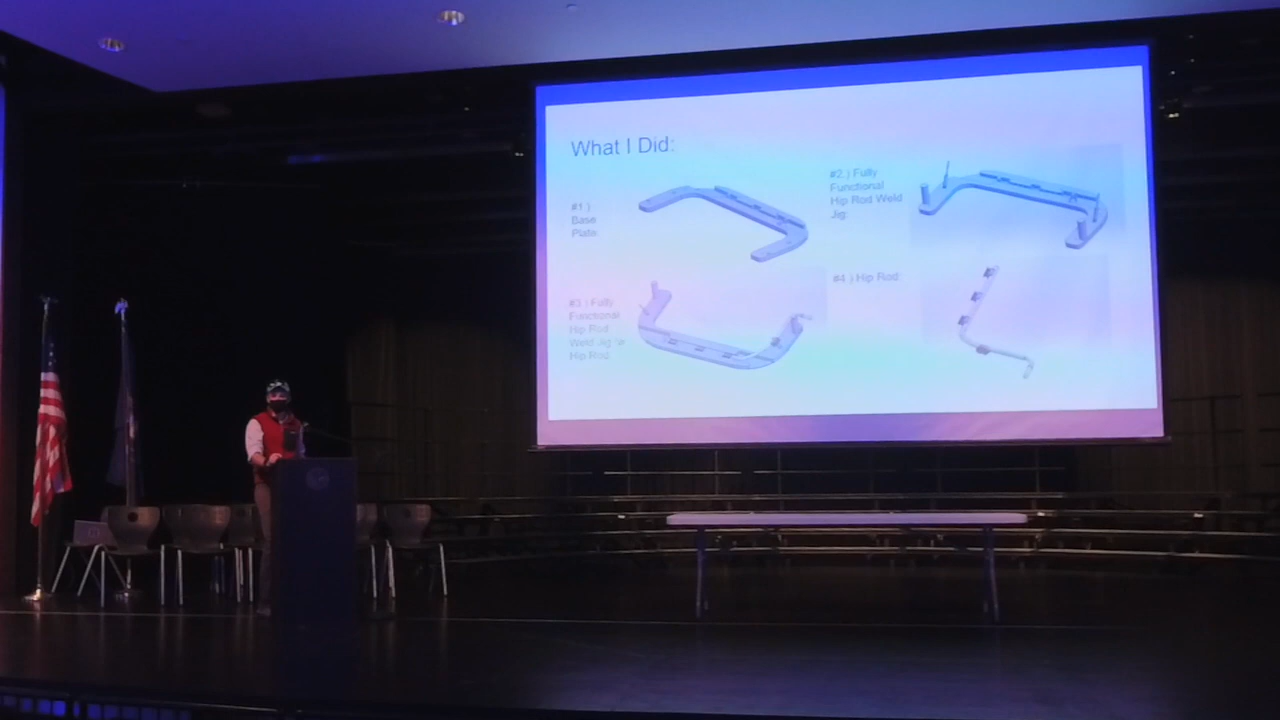 What I Did:
#1 )
Base
Plate:
#2 ) Fully
Functional
Hip Rod Weld
Jig:
#3 ) Fully
Functional
Hip Rod
Weld Jig w
Hip Rod:
#4 ) Hip Rod: